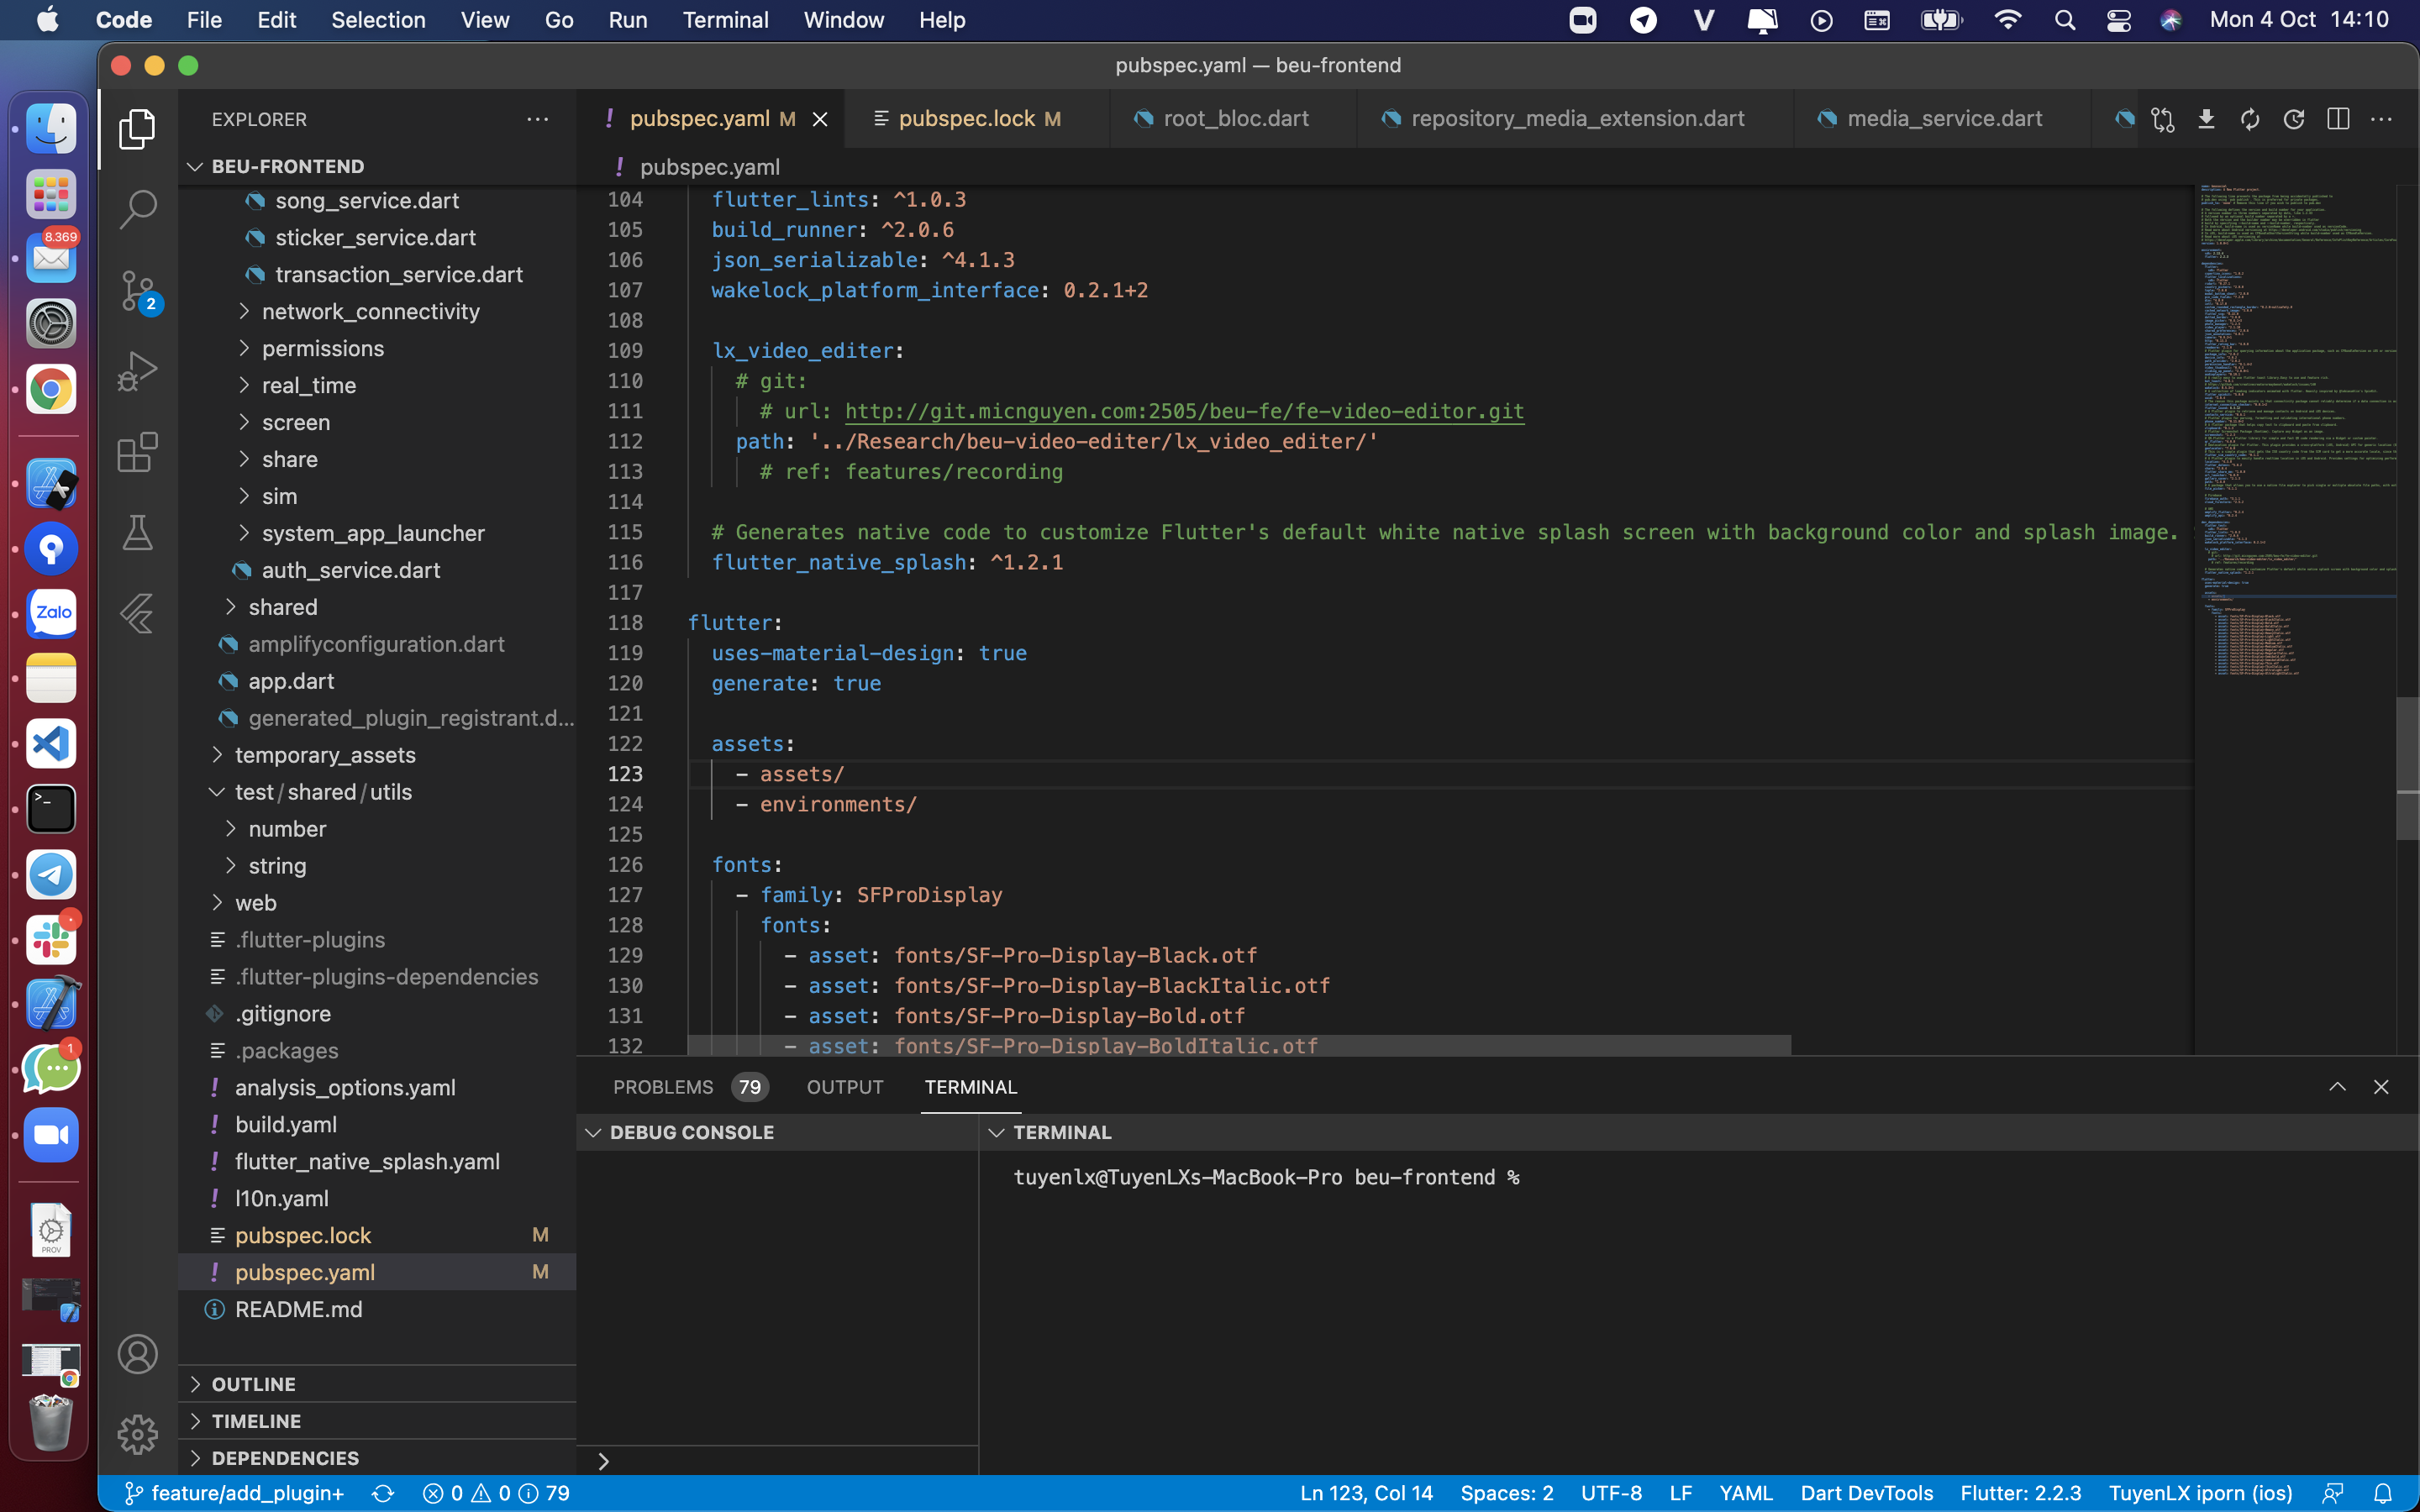 Code File Edit Selection View Go Run Terminal Window Help
Mon 4 Oct 14:10
pubspec.yaml — beu-frontend
EXPLORER
BEU-FRONTEND
song_service.dart
sticker_service.dart
transaction_service.dart
network_connectivity
permissions
real_time
screen
share
sim
system_app_launcher
auth_service.dart
shared
amplifyconfiguration.dart
app.dart
generated_plugin_registrant.d...
temporary_assets
test/shared/utils
number
string
web
.flutter-plugins
.flutter-plugins-dependencies
.gitignore
.packages
analysis_options.yaml
build.yaml
flutter_native_splash.yaml
l10n.yaml
pubspec.lock M
pubspec.yaml M
README.md
OUTLINE
TIMELINE
DEPENDENCIES
8.369
2
Zalo
1
PROV
pubspec.yaml M
pubspec.lock M
root_bloc.dart
repository_media_extension.dart
media_service.dart
pubspec.yaml
104 flutter_lints: ^1.0.3
105 build_runner: ^2.0.6
106 json_serializable: ^4.1.3
107 wakelock_platform_interface: 0.2.1+2
108
109 lx_video_editer:
110 # git:
111 # url: http://git.micnguyen.com:2505/beu-fe/fe-video-editor.git
112 path: '../Research/beu-video-editer/lx_video_editer/'
113 # ref: features/recording
114
115 # Generates native code to customize Flutter's default white native splash screen with background color and splash image.
116 flutter_native_splash: ^1.2.1
117
118 flutter:
119 uses-material-design: true
120 generate: true
121
122 assets:
123 - assets/
124 - environments/
125
126 fonts:
127 - family: SFProDisplay
128 fonts:
129 - asset: fonts/SF-Pro-Display-Black.otf
130 - asset: fonts/SF-Pro-Display-BlackItalic.otf
131 - asset: fonts/SF-Pro-Display-Bold.otf
132 - asset: fonts/SF-Pro-Display-BoldItalic.otf
PROBLEMS 79 OUTPUT TERMINAL
DEBUG CONSOLE
TERMINAL
tuyenlx@TuyenLXs-MacBook-Pro beu-frontend %
feature/add_plugin+ 0 0 79
Ln 123, Col 14 Spaces: 2 UTF-8 LF YAML Dart DevTools Flutter: 2.2.3 TuyenLX iporn (ios)